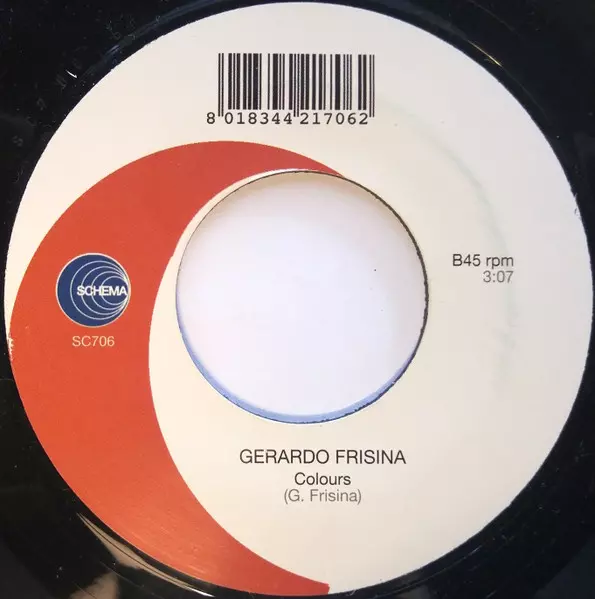 8 018344 217062
B45 rpm
3:07
SCHEMA
SC706
GERARDO FRISINA
Colours
(G. Frisina)